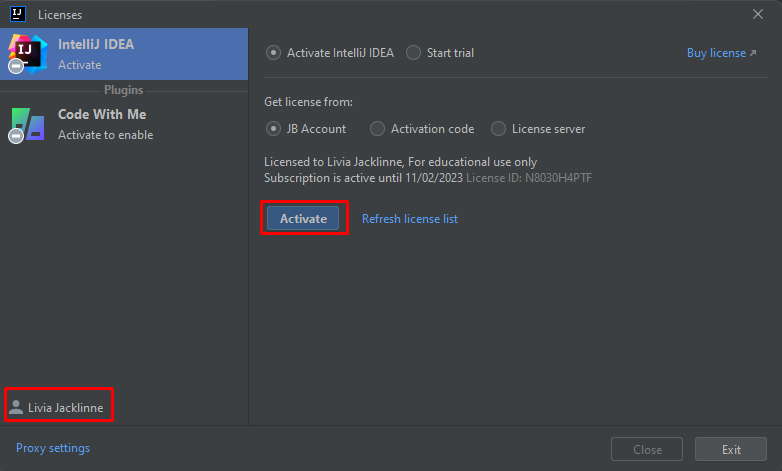 Licenses
IntelliJ IDEA
Activate
Plugins
Code With Me
Activate to enable
Livia Jacklinne
Activate IntelliJ IDEA Start trial Buy license ↗
Get license from:
JB Account Activation code License server
Licensed to Livia Jacklinne, For educational use only
Subscription is active until 11/02/2023 License ID: N8030H4PTF
Activate Refresh license list
Proxy settings Close Exit